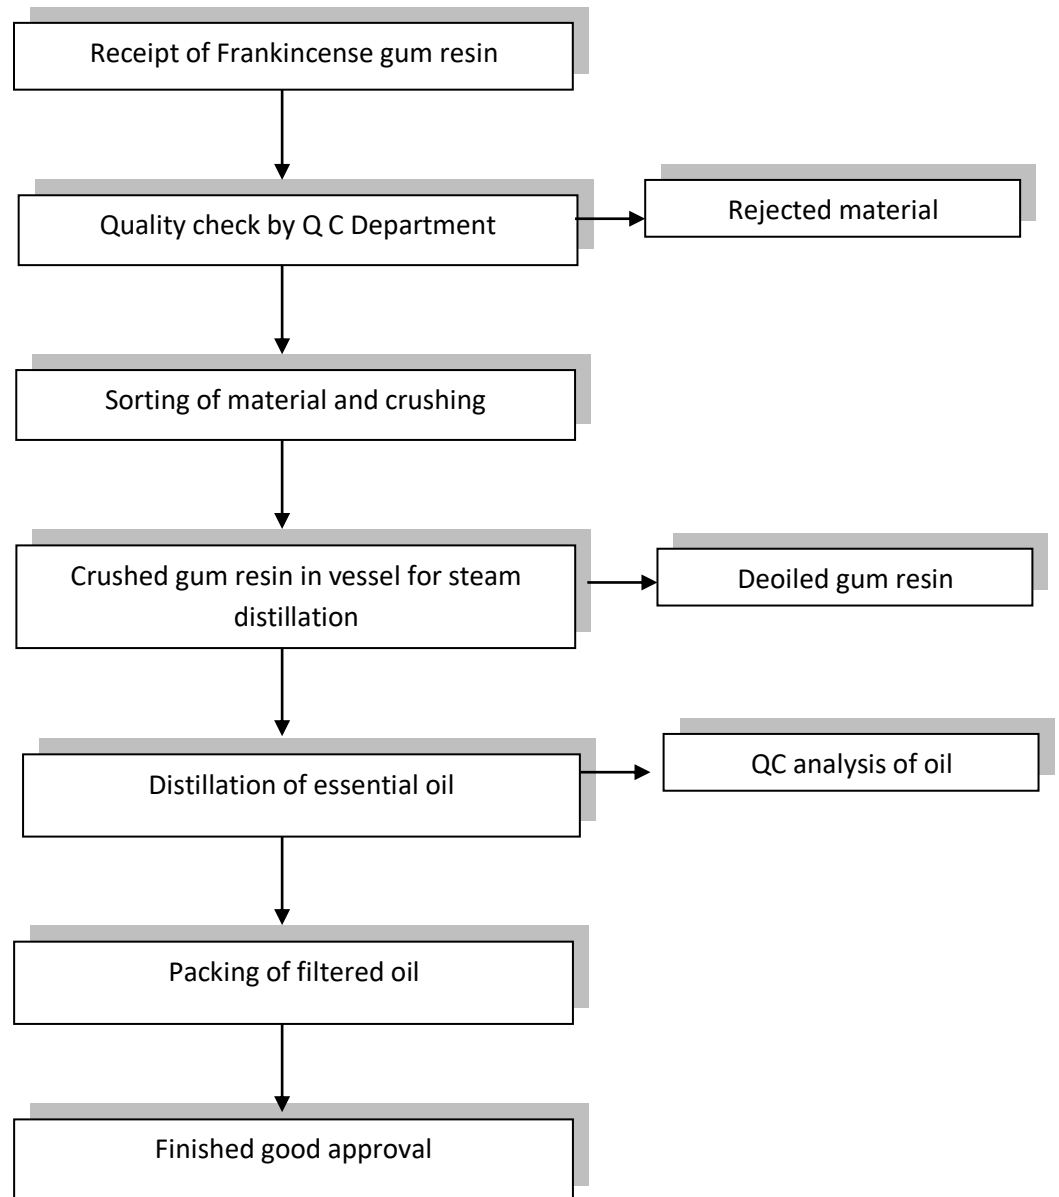 Receipt of Frankincense gum resin
Quality check by Q C Department
Rejected material
Sorting of material and crushing
Crushed gum resin in vessel for steam
distillation
Deoiled gum resin
Distillation of essential oil
QC analysis of oil
Packing of filtered oil
Finished good approval